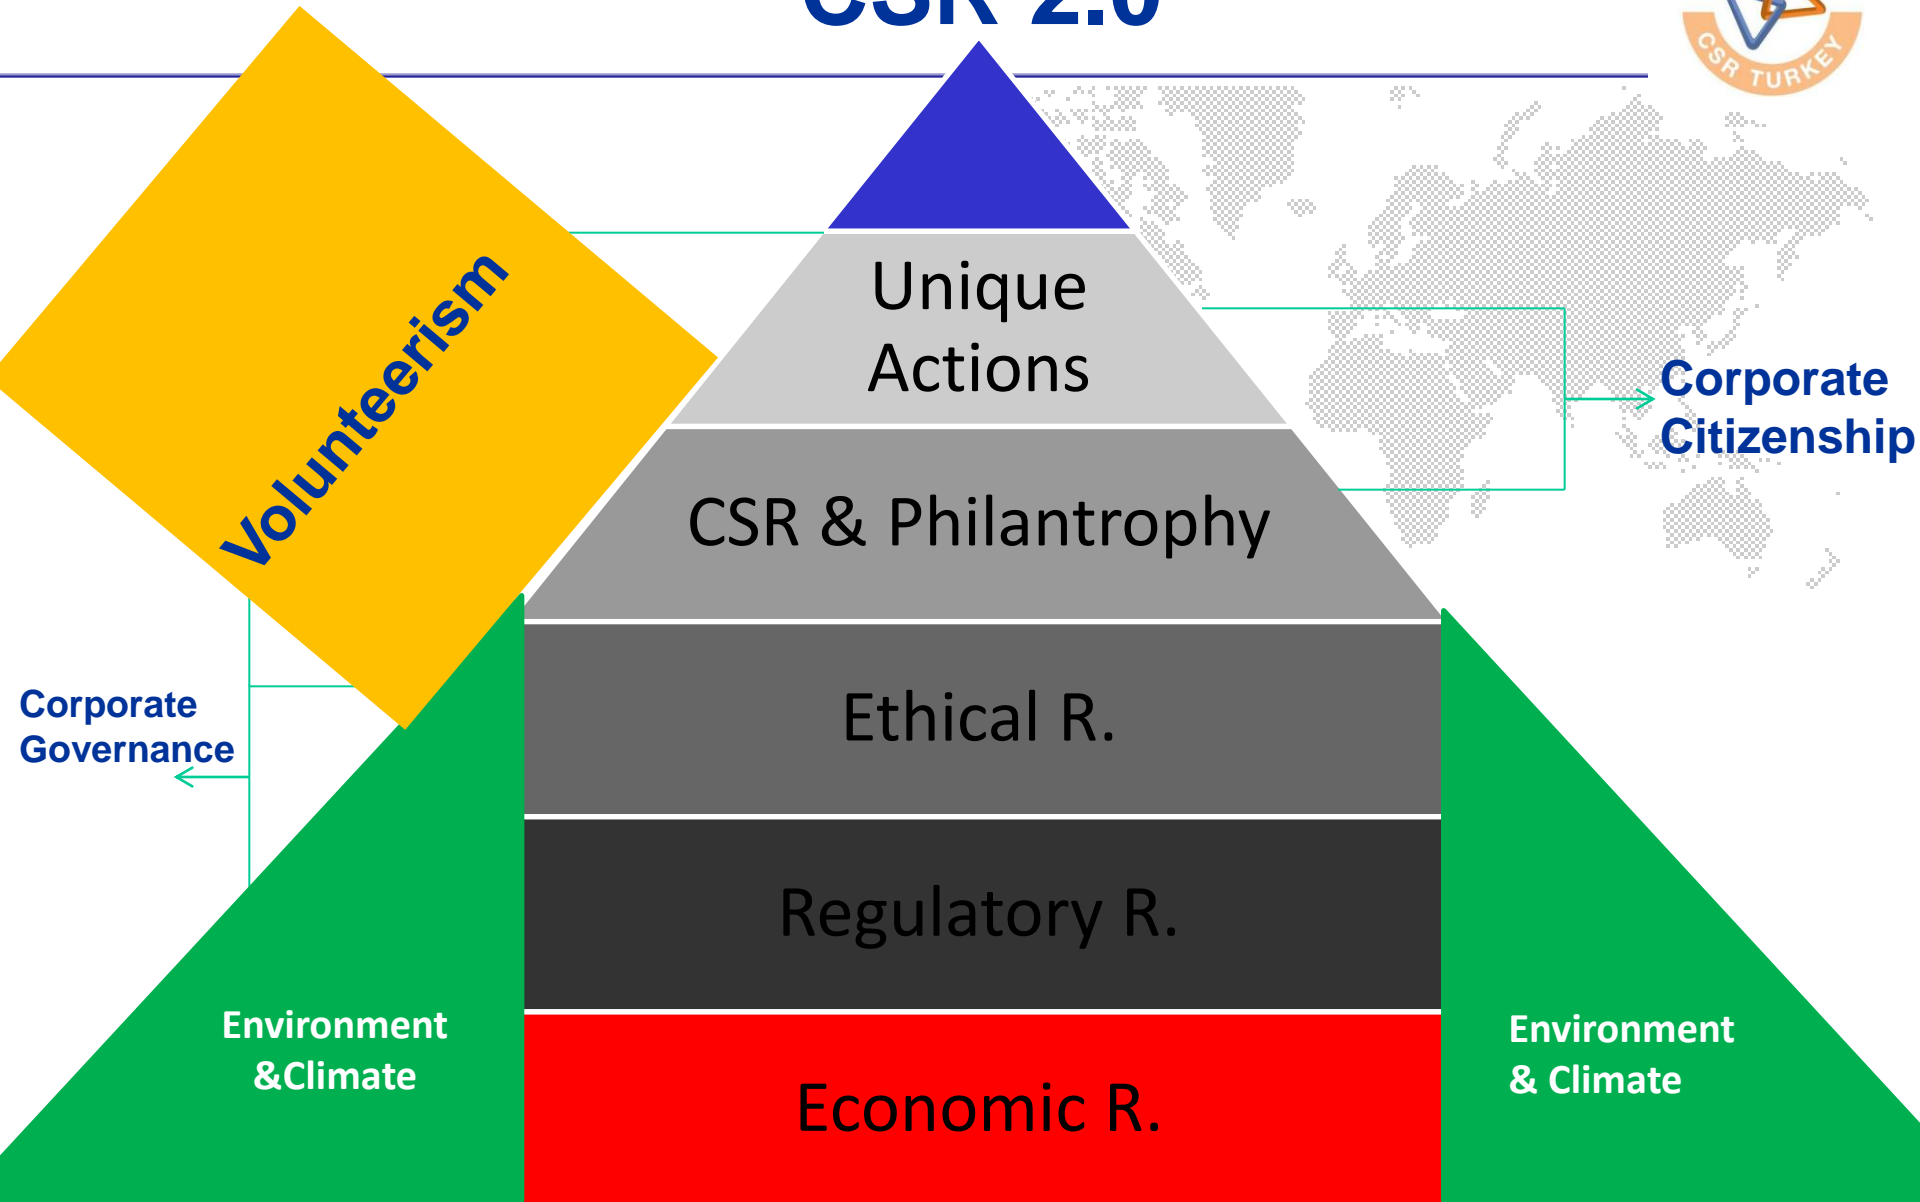 CSR 2.0
CSR TURKEY
Unique
Actions
Volunteerism
Corporate
Citizenship
CSR & Philantrophy
Corporate
Governance
Ethical R.
Regulatory R.
Environment
&Climate
Environment
& Climate
Economic R.